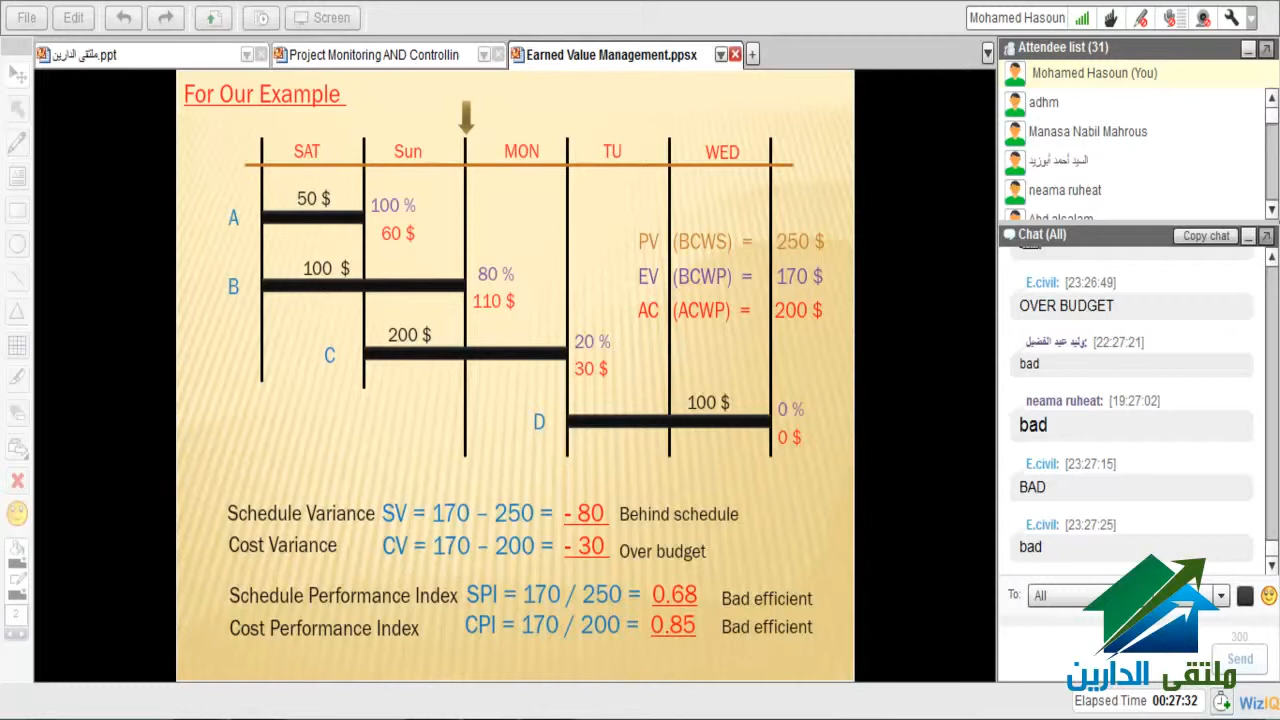 File Edit Screen Mohamed Hasoun
ملتقى الدارين.ppt Project Monitoring AND Controllin Earned Value Management.ppsx
For Our Example
SAT Sun MON TU WED
50 $
A 100 %
60 $
100 $
B 80 %
110 $
200 $
C 20 %
30 $
100 $
D 0 %
0 $
PV (BCWS) = 250 $
EV (BCWP) = 170 $
AC (ACWP) = 200 $
Schedule Variance SV = 170 – 250 = - 80 Behind schedule
Cost Variance CV = 170 – 200 = - 30 Over budget
Schedule Performance Index SPI = 170 / 250 = 0.68 Bad efficient
Cost Performance Index CPI = 170 / 200 = 0.85 Bad efficient
2
Attendee list (31)
Mohamed Hasoun (You)
adhm
Manasa Nabil Mahrous
السيد أحمد أبوزيد
neama ruheat
Abd alsalam
Chat (All) Copy chat
E.civil: [23:26:49]
OVER BUDGET
وليد عبد الفضيل: [22:27:21]
bad
neama ruheat: [19:27:02]
bad
E.civil: [23:27:15]
BAD
E.civil: [23:27:25]
bad
To: All
300
Send
ملتقى الدارين
Elapsed Time 00:27:32 WizIQ